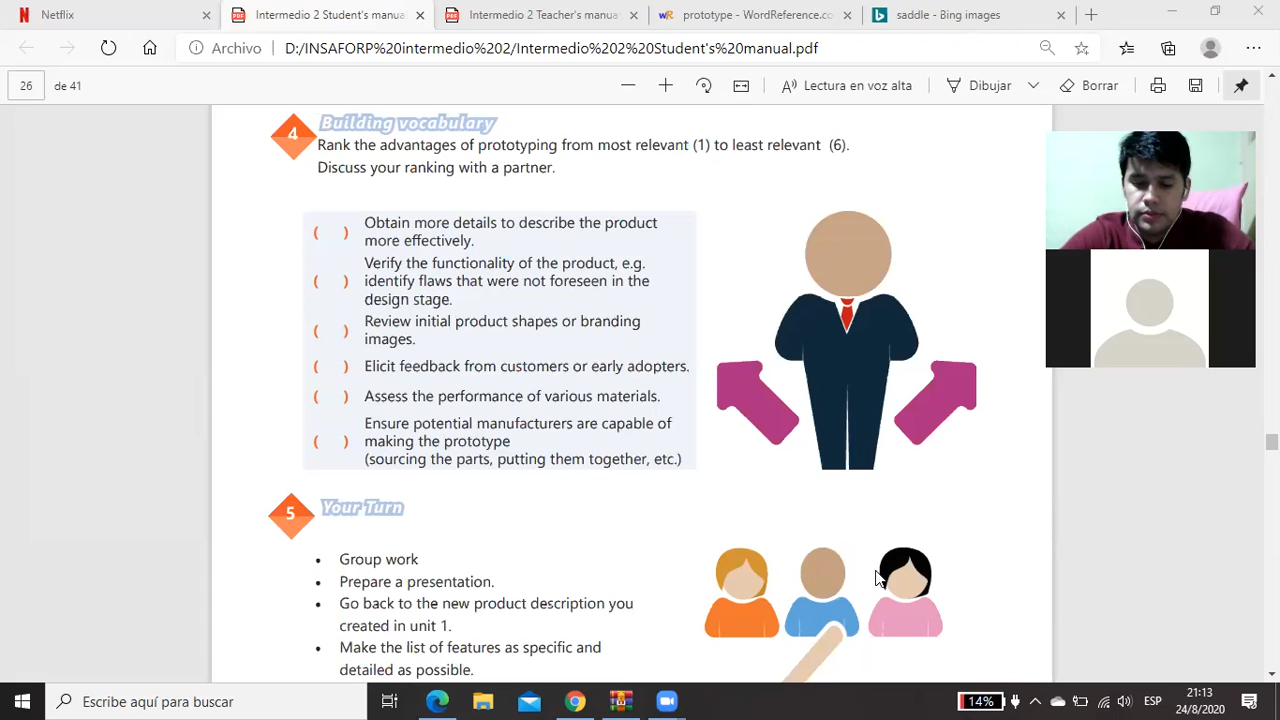 Netflix
Intermedio 2 Student's manua
Intermedio 2 Teacher's manua
prototype - WordReference.co
saddle - Bing images
Archivo
D:/INSAFORP%20intermedio%202/Intermedio%202%20Student's%20manual.pdf
26
de 41
Lectura en voz alta
Dibujar
Borrar
4
Building vocabulary
Rank the advantages of prototyping from most relevant (1) to least relevant (6).
Discuss your ranking with a partner.
( ) Obtain more details to describe the product
more effectively.
( ) Verify the functionality of the product, e.g.
identify flaws that were not foreseen in the
design stage.
( ) Review initial product shapes or branding
images.
( ) Elicit feedback from customers or early adopters.
( ) Assess the performance of various materials.
( ) Ensure potential manufacturers are capable of
making the prototype
(sourcing the parts, putting them together, etc.)
5
Your Turn
• Group work
• Prepare a presentation.
• Go back to the new product description you
created in unit 1.
• Make the list of features as specific and
detailed as possible.
Escribe aquí para buscar
14%
ESP
21:13
24/8/2020